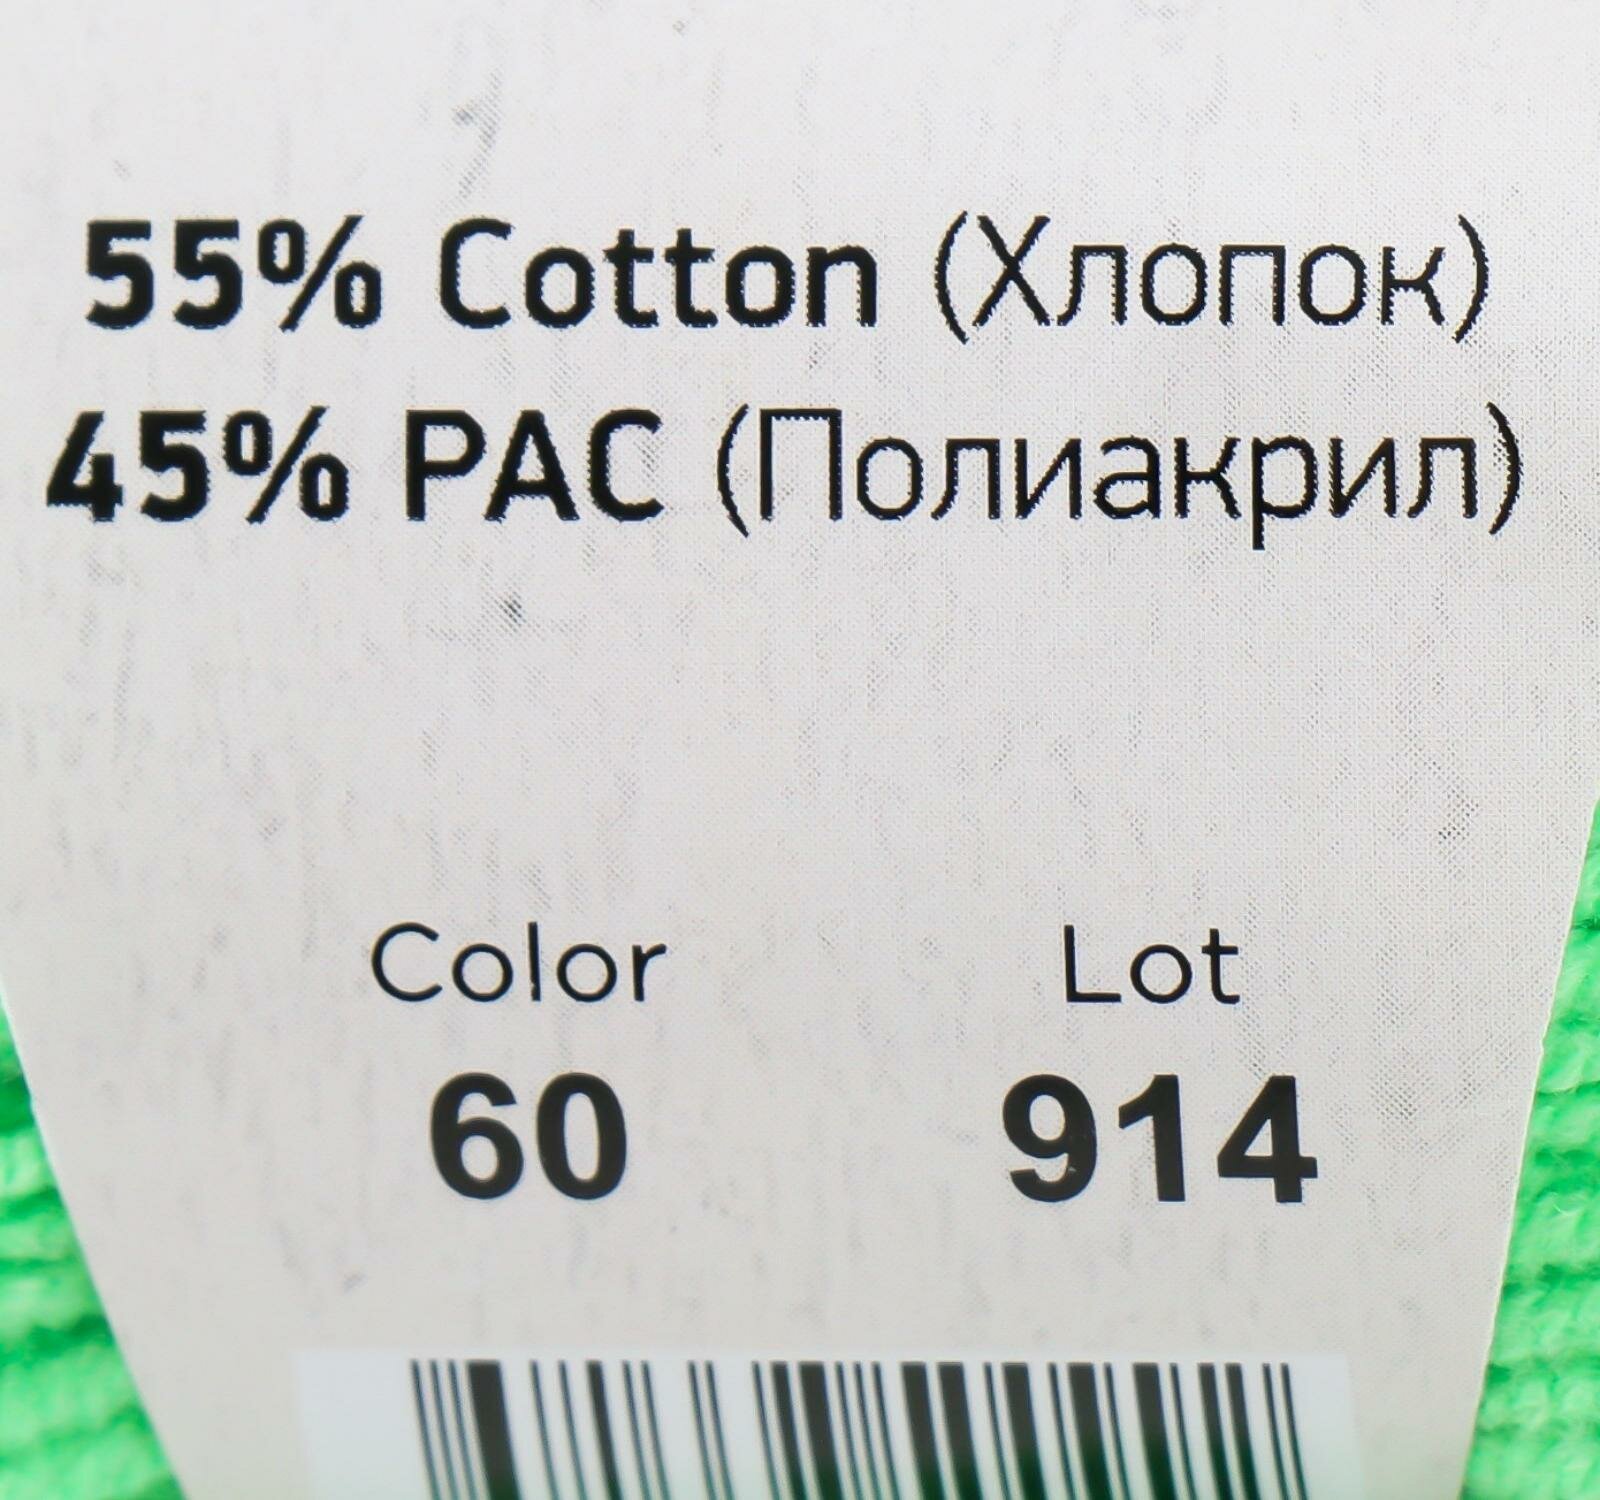 55% Cotton (Хлопок)
45% PAC (Полиакрил)
Color Lot
60 914